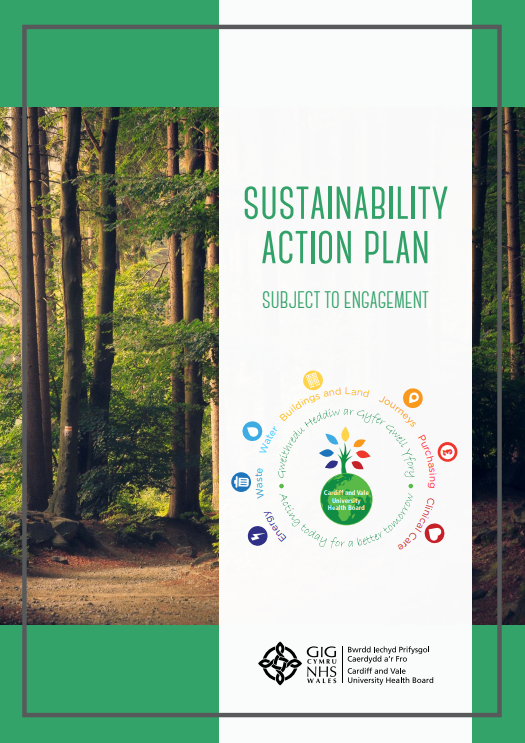 SUSTAINABILITY
ACTION PLAN
SUBJECT TO ENGAGEMENT
Energy
Waste
Water
Buildings and Land
Journeys
Purchasing
Clinical Care
Gweithredu Heddiw ar Gyfer Gwell Yfory
Acting today for a better tomorrow
Cardiff and Vale
University
Health Board
GIG
CYMRU
NHS
WALES
Bwrdd Iechyd Prifysgol
Caerdydd a'r Fro
Cardiff and Vale
University Health Board